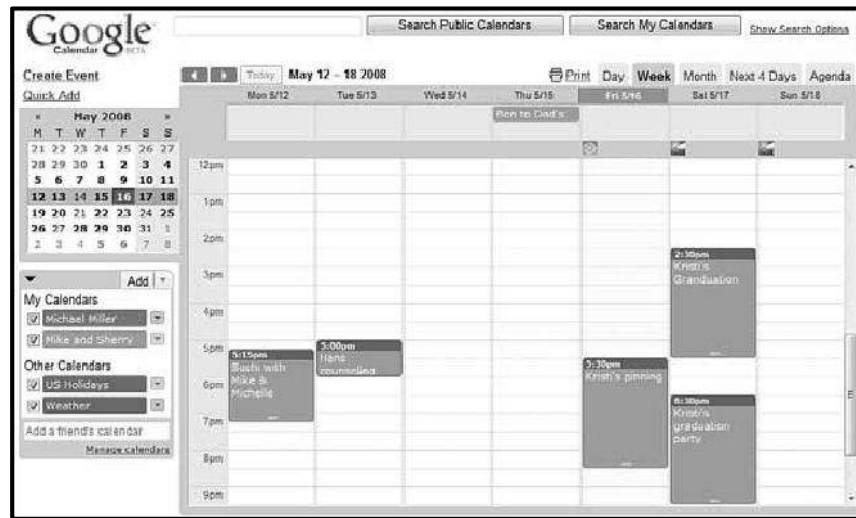 Google
Calendar BETA
Search Public Calendars
Search My Calendars
Show Search Options
Create Event
Quick Add
Today
May 12 – 18 2008
Print
Day
Week
Month
Next 4 Days
Agenda
« May 2008 »
M T W T F S S
21 22 23 24 25 26 27
28 29 30 1 2 3 4
5 6 7 8 9 10 11
12 13 14 15 16 17 18
19 20 21 22 23 24 25
26 27 28 29 30 31 1
2 3 4 5 6 7 8
Add
My Calendars
Michael Miller
Mike and Sherry
Other Calendars
US Holidays
Weather
Add a friend's calendar
Manage calendars
Mon 5/12
Tue 5/13
Wed 5/14
Thu 5/15
Fri 5/16
Sat 5/17
Sun 5/18
Ben to Dad's
12pm
1pm
2pm
3pm
4pm
5pm
6pm
7pm
8pm
9pm
5:15pm
Sushi with
Mike &
Michelle
5:00pm
Hans
counseling
5:30pm
Kristi's pinning
2:30pm
Kristi's
Graduation
6:30pm
Kristi's
graduation
party